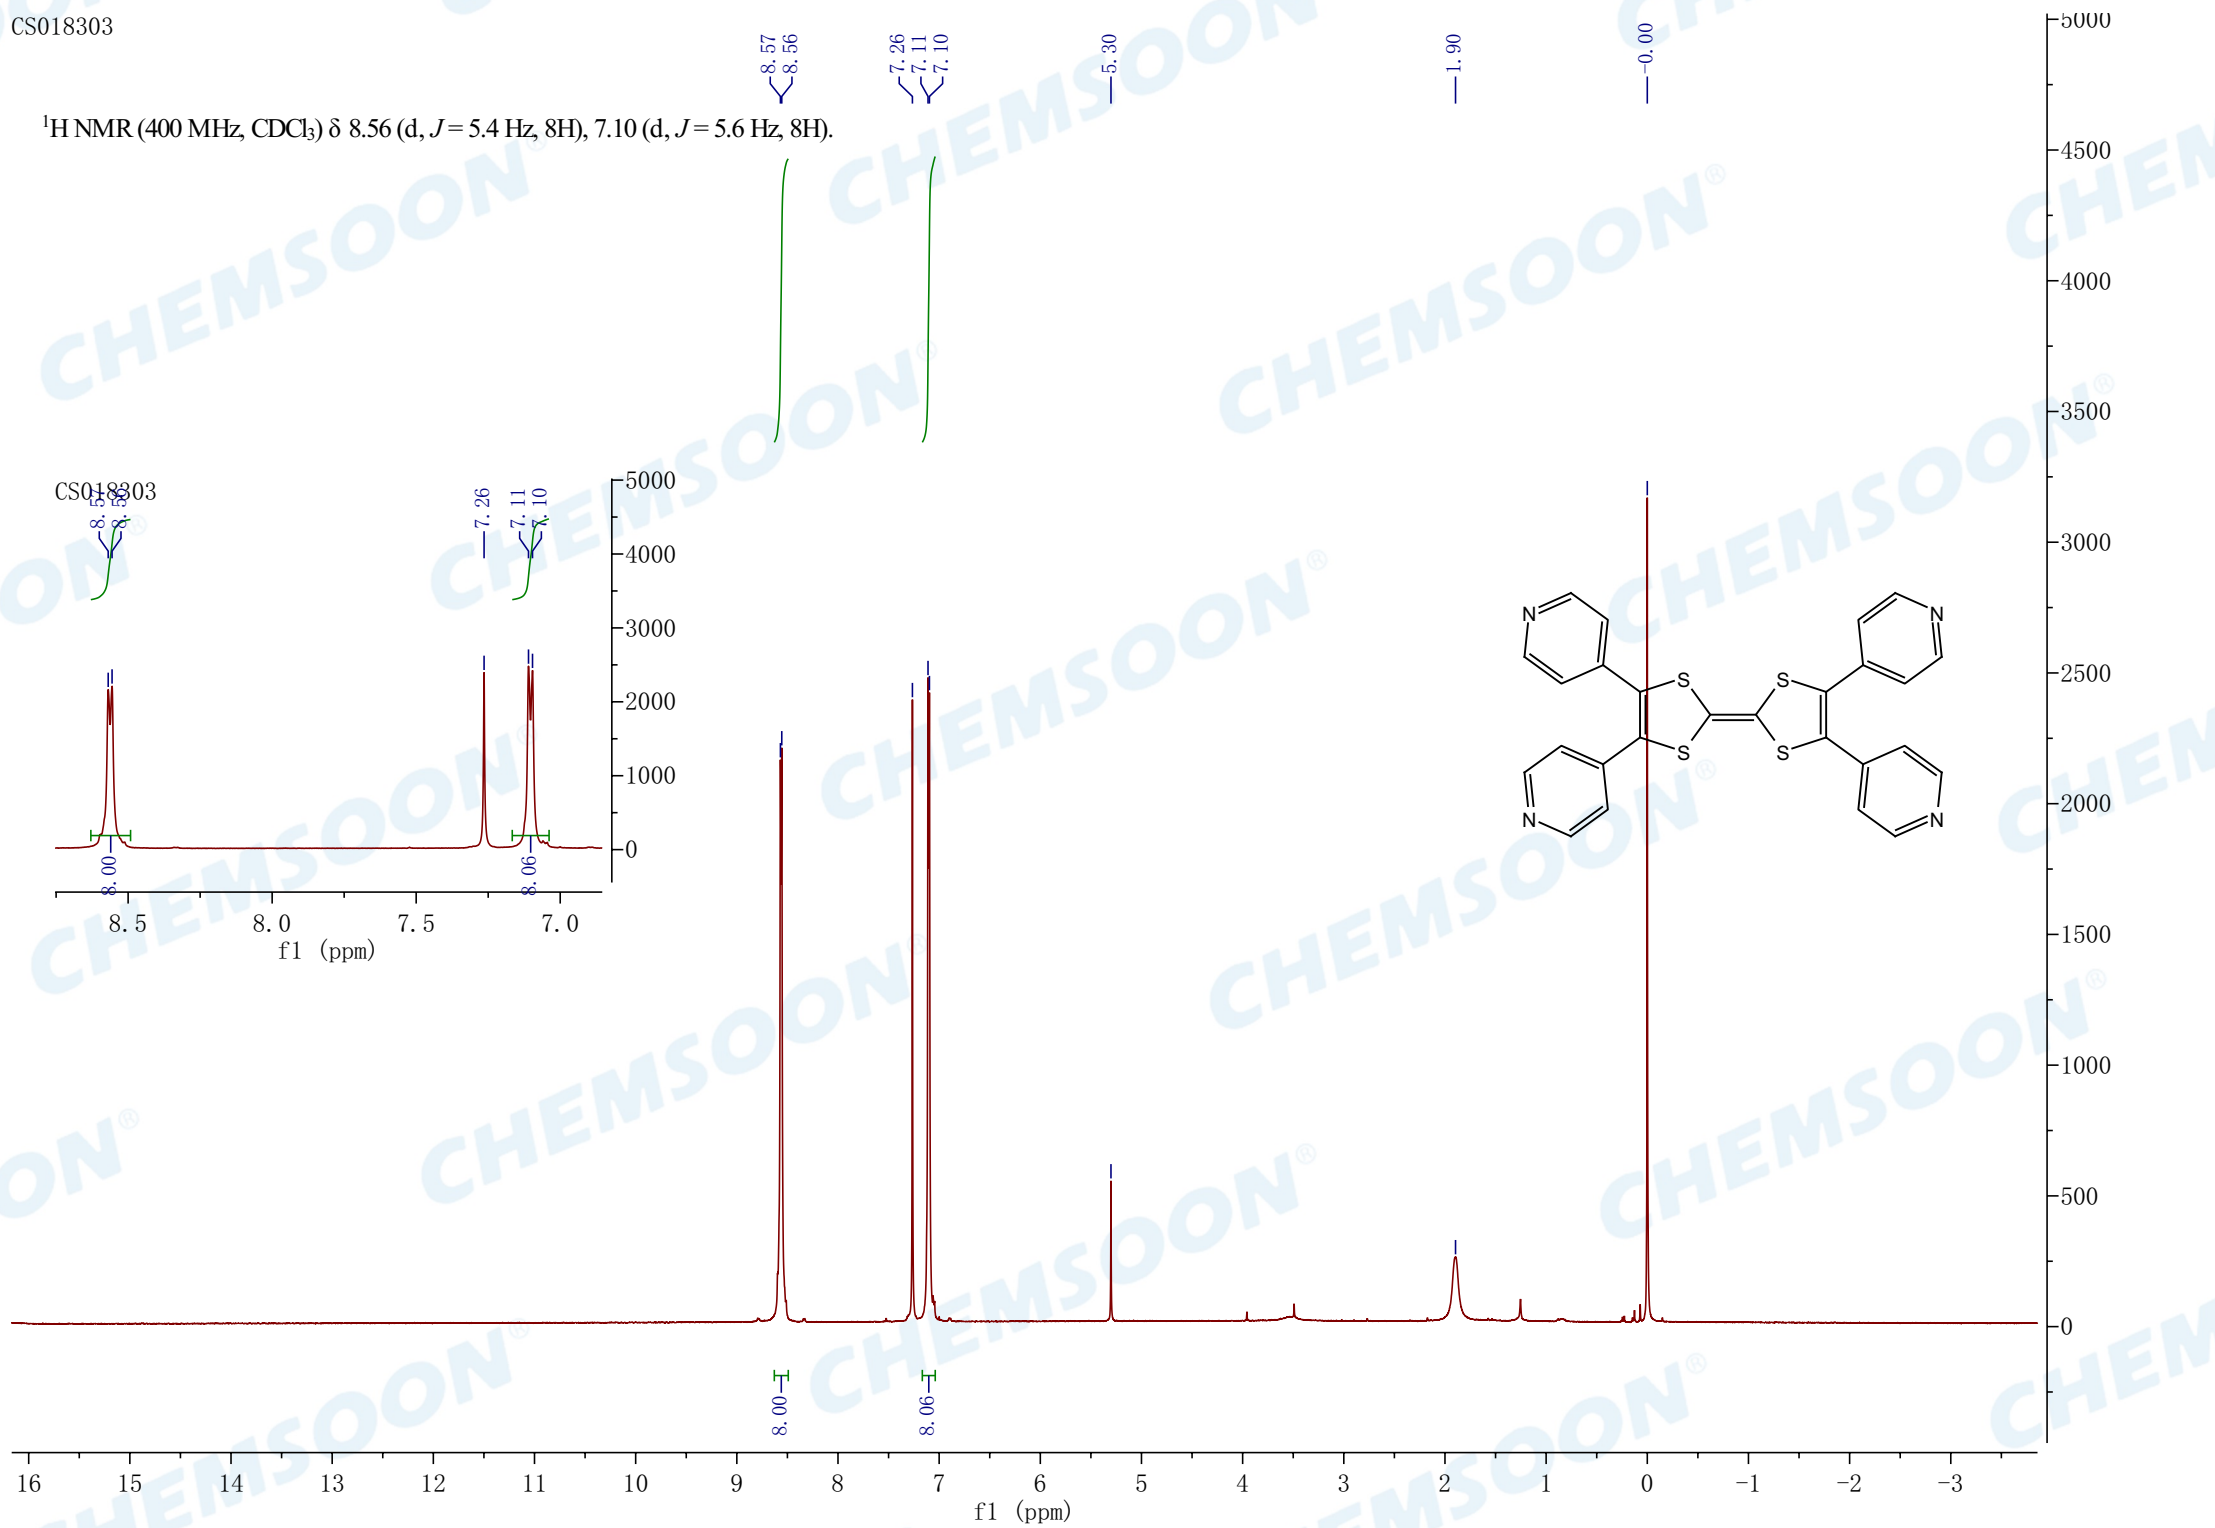 CS018303
8.57
8.56
7.26
7.11
7.10
5.30
1.90
-0.00
¹H NMR (400 MHz, CDCl₃) δ 8.56 (d, J = 5.4 Hz, 8H), 7.10 (d, J = 5.6 Hz, 8H).
CS018303
8.57
8.56
7.26
7.11
7.10
5000
4000
3000
2000
1000
0
8.00
8.06
8.5 8.0 7.5 7.0
f1 (ppm)
N N
S S
S S
N N
5000
4500
4000
3500
3000
2500
2000
1500
1000
500
0
8.00
8.06
16 15 14 13 12 11 10 9 8 7 6 5 4 3 2 1 0 -1 -2 -3
f1 (ppm)
CHEMSOON®